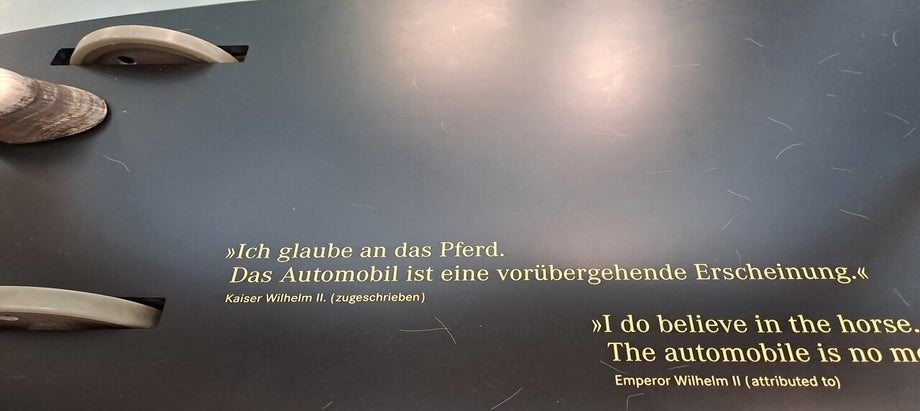 »Ich glaube an das Pferd.
Das Automobil ist eine vorübergehende Erscheinung.«
Kaiser Wilhelm II. (zugeschrieben)
»I do believe in the horse.
The automobile is no
Emperor Wilhelm II (attributed to)